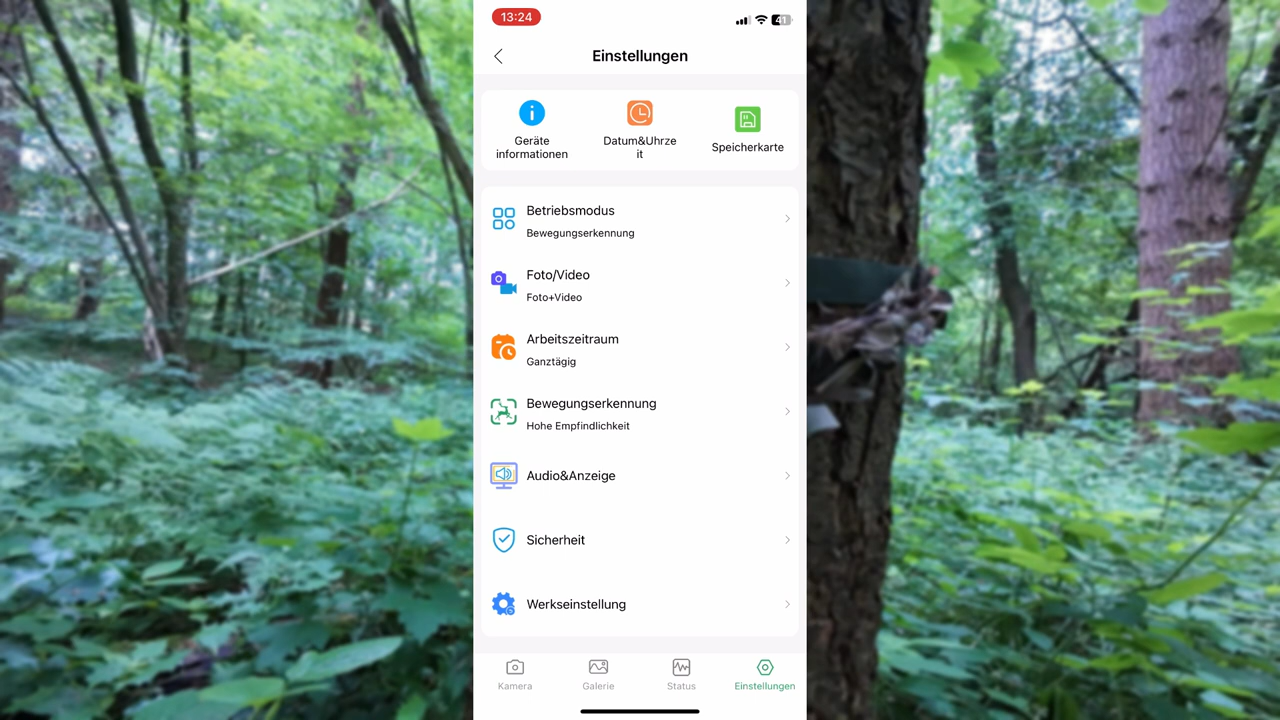 13:24
41
Einstellungen
Geräte
informationen
Datum&Uhrze
it
Speicherkarte
Betriebsmodus
Bewegungserkennung
Foto/Video
Foto+Video
Arbeitszeitraum
Ganztägig
Bewegungserkennung
Hohe Empfindlichkeit
Audio&Anzeige
Sicherheit
Werkseinstellung
Kamera
Galerie
Status
Einstellungen